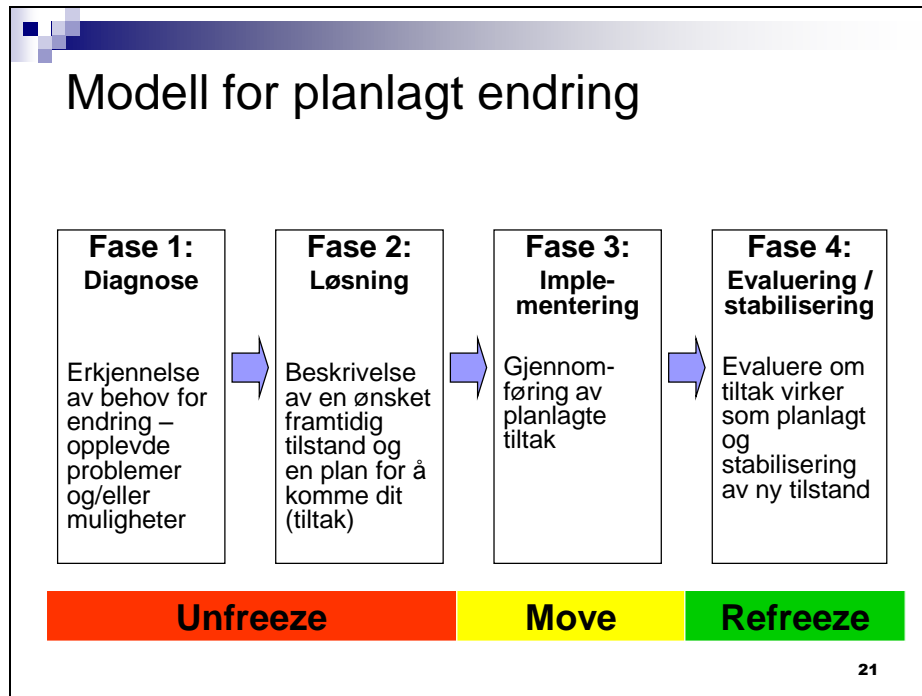 Modell for planlagt endring
Fase 1:
Diagnose
Erkjennelse
av behov for
endring –
opplevde
problemer
og/eller
muligheter
Fase 2:
Løsning
Beskrivelse
av en ønsket
framtidig
tilstand og
en plan for å
komme dit
(tiltak)
Fase 3:
Imple-
mentering
Gjennom-
føring av
planlagte
tiltak
Fase 4:
Evaluering /
stabilisering
Evaluere om
tiltak virker
som planlagt
og
stabilisering
av ny tilstand
Unfreeze
Move
Refreeze
21